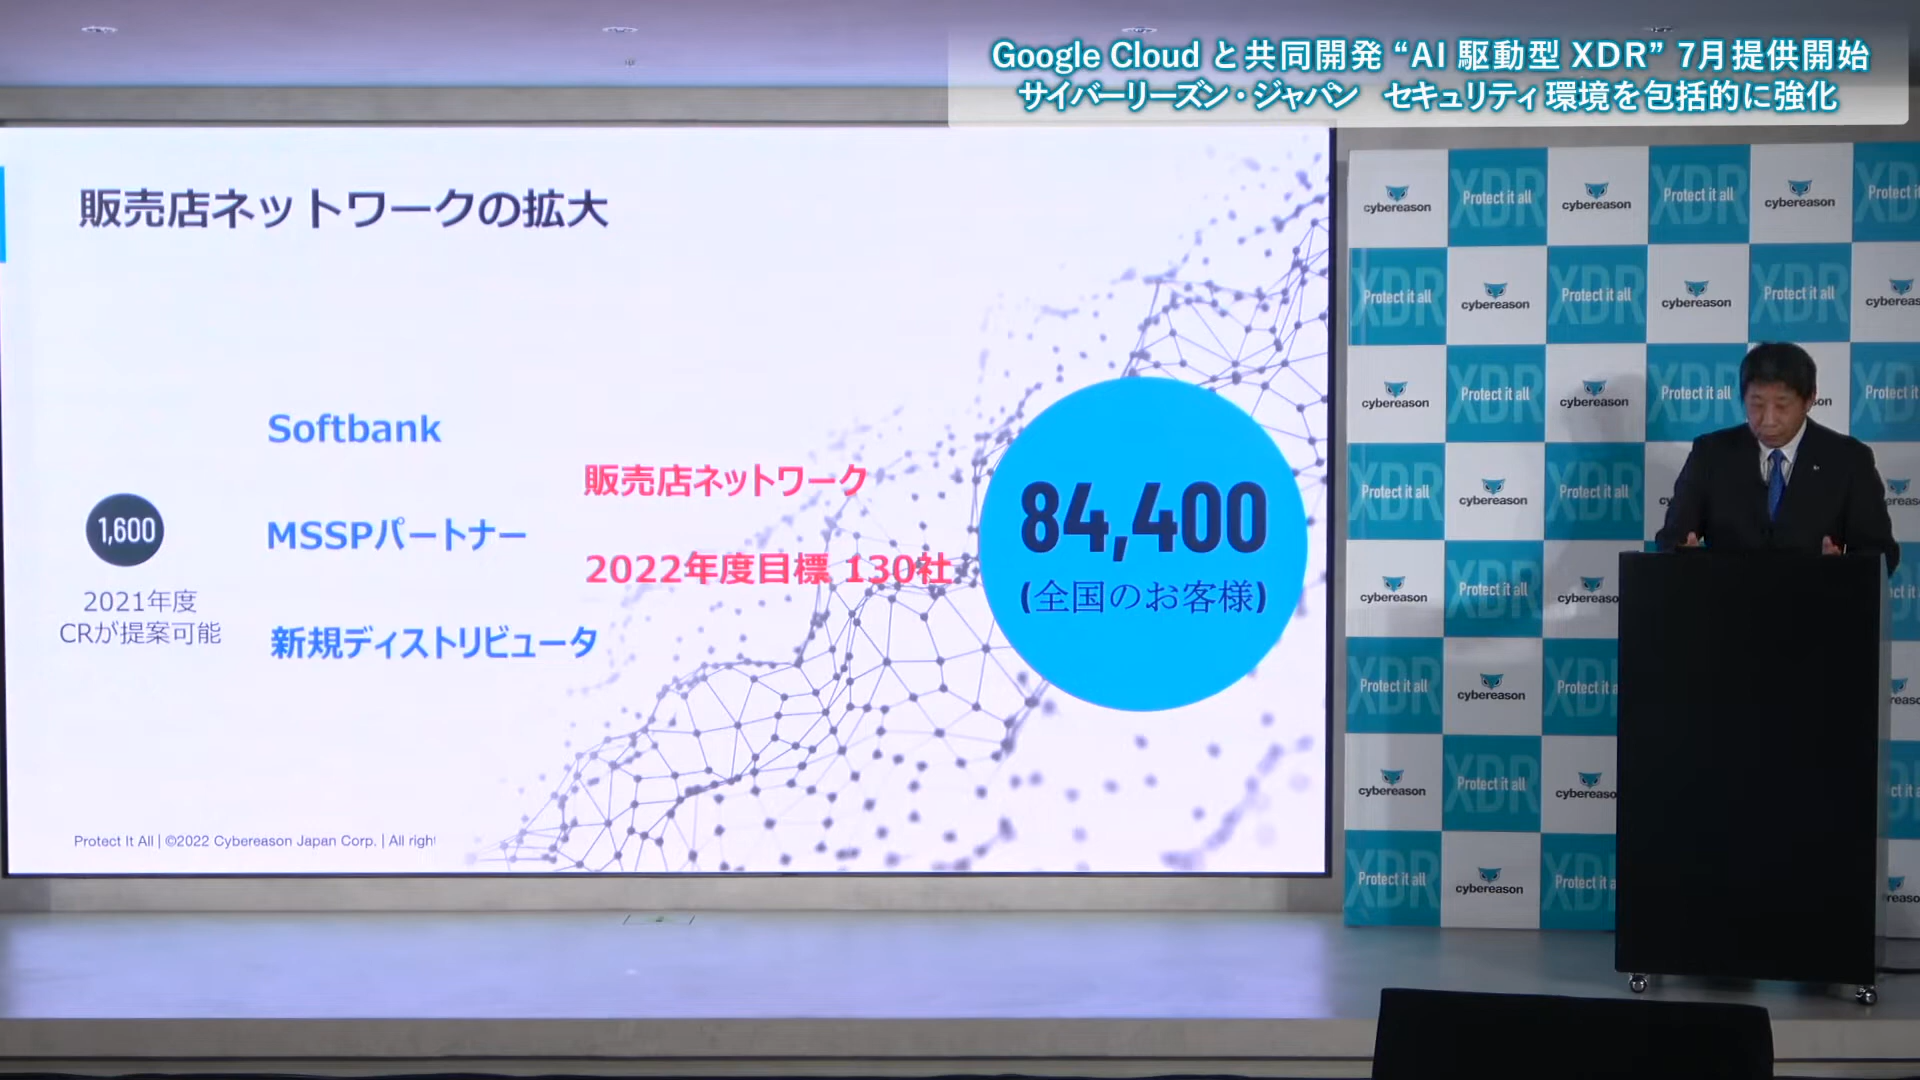 Google Cloud と共同開発 “AI 駆動型 XDR” 7月提供開始
サイバーリーズン・ジャパン セキュリティ環境を包括的に強化
販売店ネットワークの拡大
Softbank
販売店ネットワーク
1,600
MSSPパートナー
2022年度目標 130社
84,400
(全国のお客様)
2021年度
CRが提案可能
新規ディストリビュータ
Protect It All | ©2022 Cybereason Japan Corp. | All righ
cybereason
XDR
Protect it all